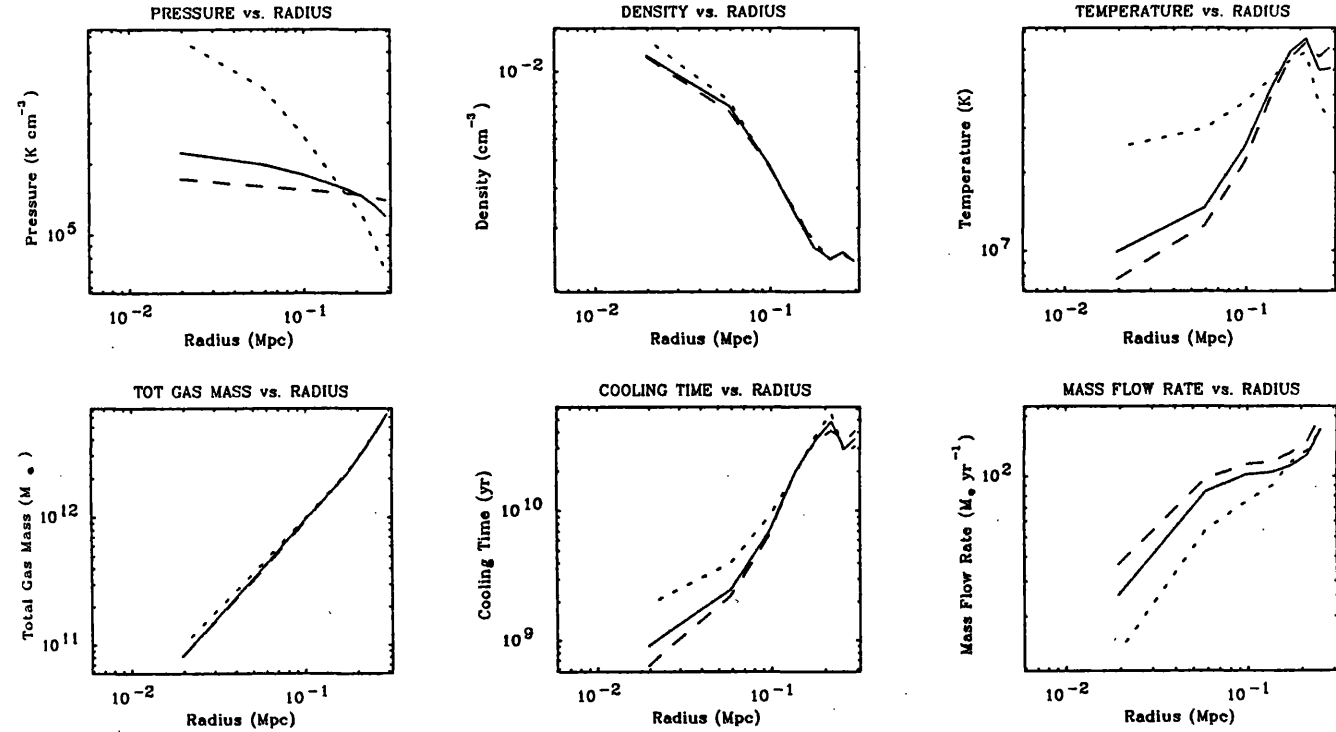 PRESSURE vs. RADIUS
Pressure (K cm⁻³)
10⁵
10⁻² 10⁻¹
Radius (Mpc)
DENSITY vs. RADIUS
Density (cm⁻³)
10⁻²
10⁻² 10⁻¹
Radius (Mpc)
TEMPERATURE vs. RADIUS
Temperature (K)
10⁷
10⁻² 10⁻¹
Radius (Mpc)
TOT GAS MASS vs. RADIUS
Total Gas Mass (M⊙)
10¹²
10¹¹
10⁻² 10⁻¹
Radius (Mpc)
COOLING TIME vs. RADIUS
Cooling Time (yr)
10¹⁰
10⁹
10⁻² 10⁻¹
Radius (Mpc)
MASS FLOW RATE vs. RADIUS
Mass Flow Rate (M⊙ yr⁻¹)
10²
10⁻² 10⁻¹
Radius (Mpc)